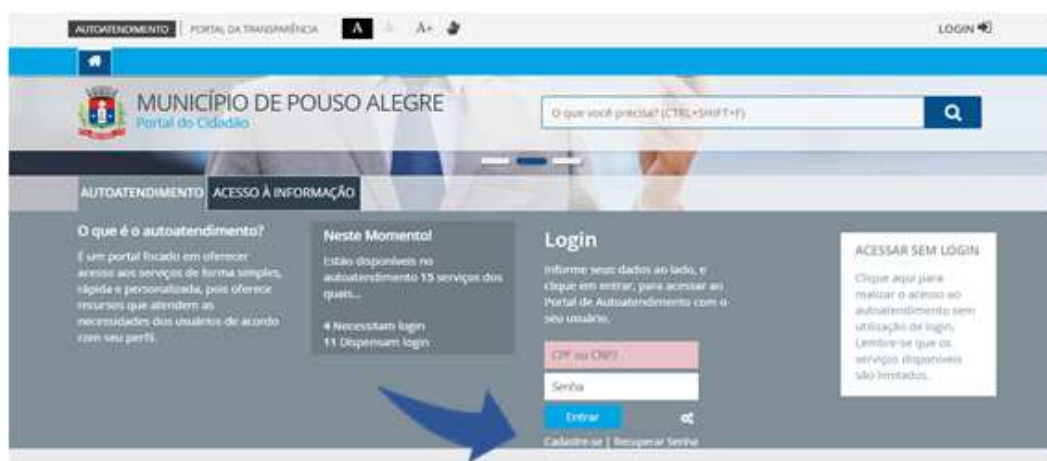 AUTOATENDIMENTO
PORTAL DA TRANSPARÊNCIA
A
A
A+
LOGIN
MUNICÍPIO DE POUSO ALEGRE
Portal do Cidadão
O que você precisa? (CTRL+SHIFT+F)
AUTOATENDIMENTO
ACESSO À INFORMAÇÃO
O que é o autoatendimento?
É um portal focado em oferecer
acesso aos serviços de forma simples,
rápida e personalizada, pois oferece
recursos que atendem as
necessidades dos usuários de acordo
com seu perfil.
Neste Momento!
Estão disponíveis no
autoatendimento 15 serviços dos
quais...
4 Necessitam login
11 Dispensam login
Login
Informe seus dados ao lado, e
clique em entrar, para acessar ao
Portal de Autoatendimento com o
seu usuário.
CPF ou CNPJ
Senha
Entrar
Cadastre-se | Recuperar Senha
ACESSAR SEM LOGIN
Clique aqui para
realizar o acesso ao
autoatendimento sem
utilização de login.
Lembre-se que os
serviços disponíveis
são limitados.